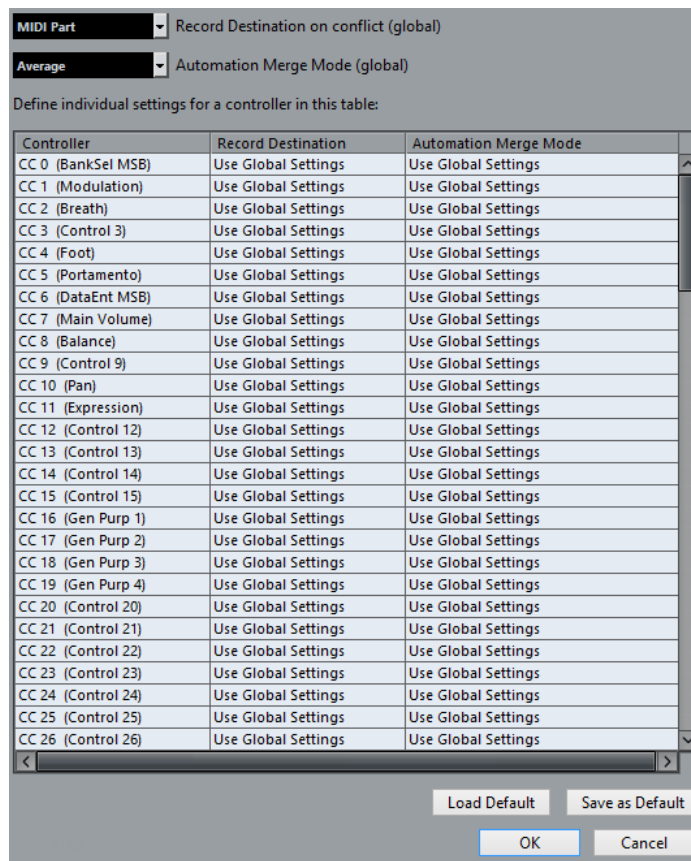 MIDI Part Record Destination on conflict (global)
Average Automation Merge Mode (global)
Define individual settings for a controller in this table:
Controller Record Destination Automation Merge Mode
CC 0 (BankSel MSB) Use Global Settings Use Global Settings
CC 1 (Modulation) Use Global Settings Use Global Settings
CC 2 (Breath) Use Global Settings Use Global Settings
CC 3 (Control 3) Use Global Settings Use Global Settings
CC 4 (Foot) Use Global Settings Use Global Settings
CC 5 (Portamento) Use Global Settings Use Global Settings
CC 6 (DataEnt MSB) Use Global Settings Use Global Settings
CC 7 (Main Volume) Use Global Settings Use Global Settings
CC 8 (Balance) Use Global Settings Use Global Settings
CC 9 (Control 9) Use Global Settings Use Global Settings
CC 10 (Pan) Use Global Settings Use Global Settings
CC 11 (Expression) Use Global Settings Use Global Settings
CC 12 (Control 12) Use Global Settings Use Global Settings
CC 13 (Control 13) Use Global Settings Use Global Settings
CC 14 (Control 14) Use Global Settings Use Global Settings
CC 15 (Control 15) Use Global Settings Use Global Settings
CC 16 (Gen Purp 1) Use Global Settings Use Global Settings
CC 17 (Gen Purp 2) Use Global Settings Use Global Settings
CC 18 (Gen Purp 3) Use Global Settings Use Global Settings
CC 19 (Gen Purp 4) Use Global Settings Use Global Settings
CC 20 (Control 20) Use Global Settings Use Global Settings
CC 21 (Control 21) Use Global Settings Use Global Settings
CC 22 (Control 22) Use Global Settings Use Global Settings
CC 23 (Control 23) Use Global Settings Use Global Settings
CC 24 (Control 24) Use Global Settings Use Global Settings
CC 25 (Control 25) Use Global Settings Use Global Settings
CC 26 (Control 26) Use Global Settings Use Global Settings
Load Default Save as Default
OK Cancel